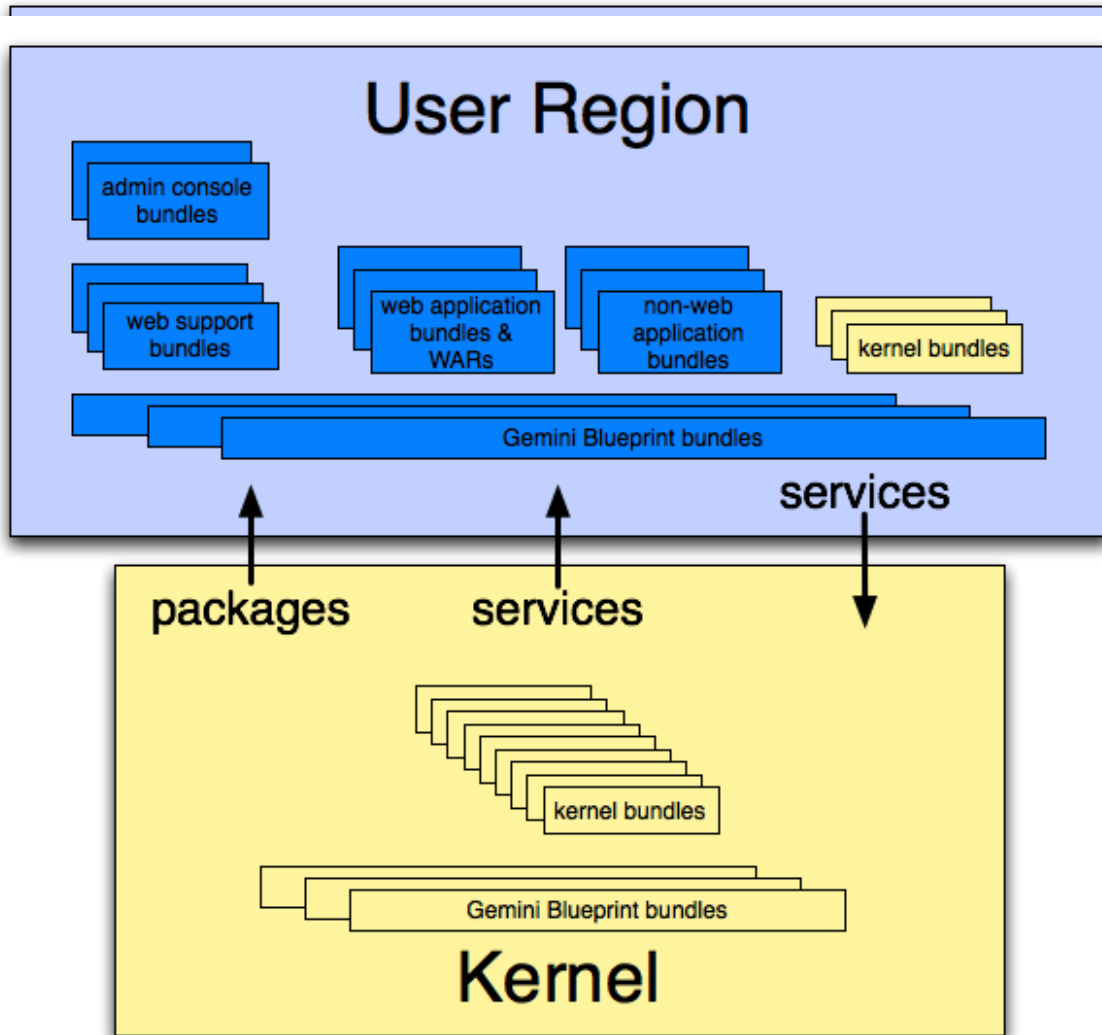 User Region
admin console
bundles
web support
bundles
web application
bundles &
WARs
non-web
application
bundles
kernel bundles
Gemini Blueprint bundles
services
packages
services
kernel bundles
Gemini Blueprint bundles
Kernel